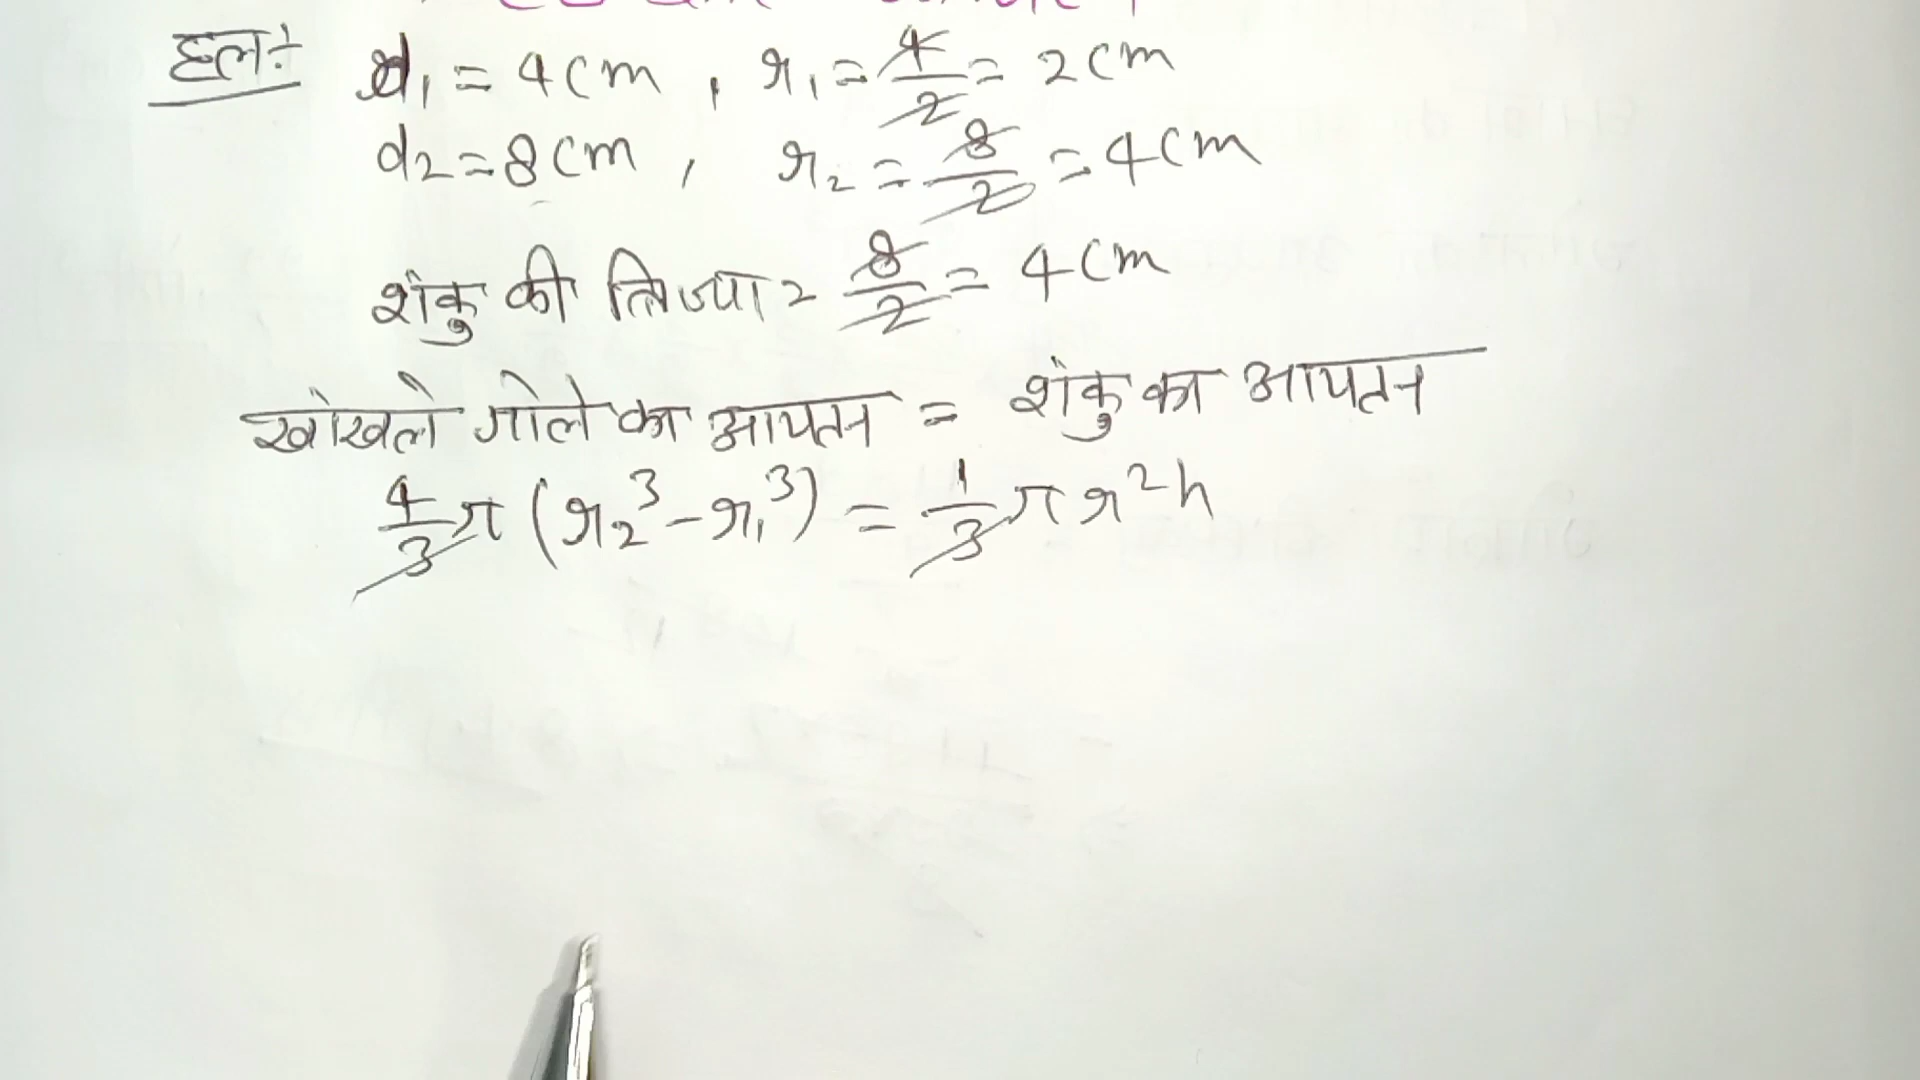 हल:- d₁ = 4cm, r₁ = 4/2 = 2cm
d₂ = 8cm, r₂ = 8/2 = 4cm
शंकु की त्रिज्या = 8/2 = 4cm
खोखले गोले का आयतन = शंकु का आयतन
4/3 π (r₂³ - r₁³) = 1/3 π r² h